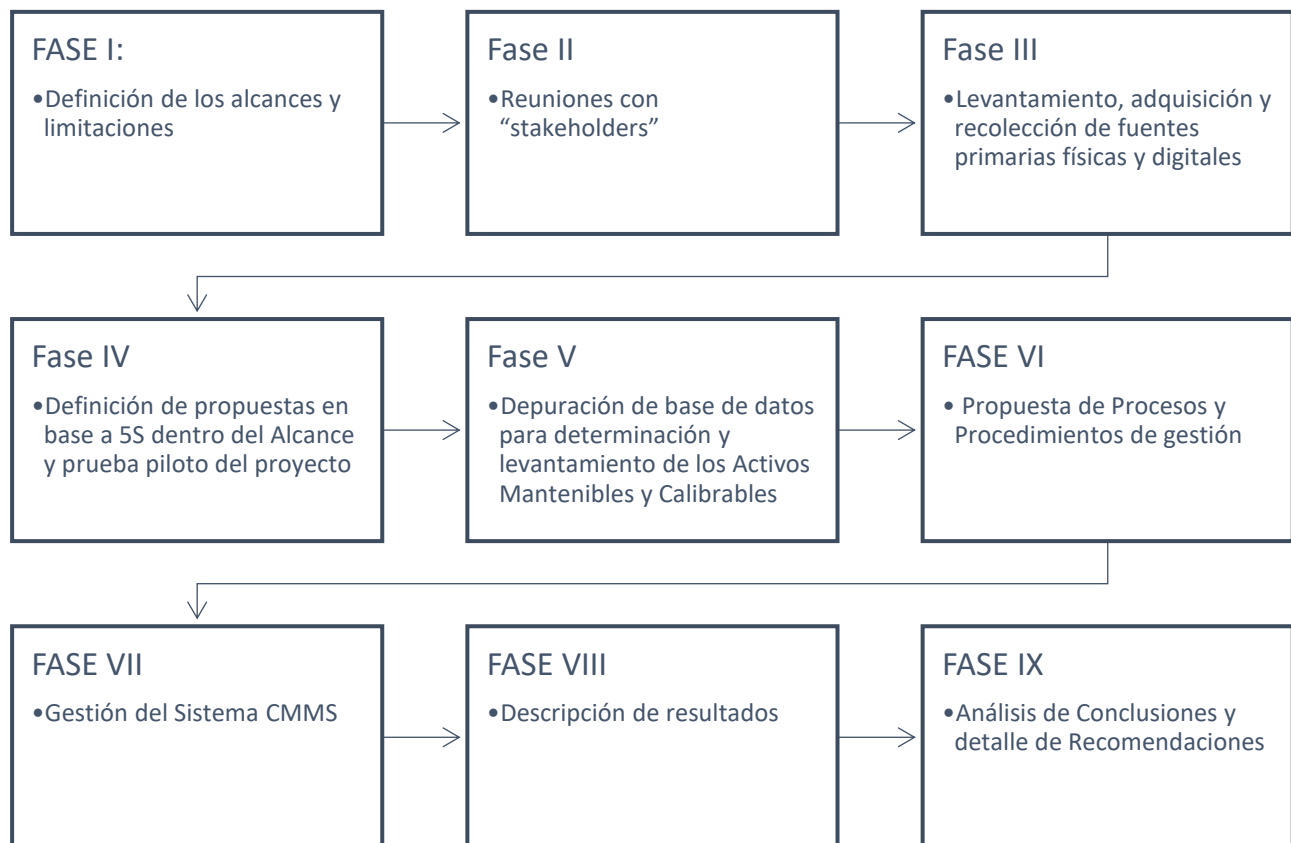 FASE I:
•Definición de los alcances y
limitaciones
Fase II
•Reuniones con
“stakeholders”
Fase III
•Levantamiento, adquisición y
recolección de fuentes
primarias físicas y digitales
Fase IV
•Definición de propuestas en
base a 5S dentro del Alcance
y prueba piloto del proyecto
Fase V
•Depuración de base de datos
para determinación y
levantamiento de los Activos
Mantenibles y Calibrables
FASE VI
• Propuesta de Procesos y
Procedimientos de gestión
FASE VII
•Gestión del Sistema CMMS
FASE VIII
•Descripción de resultados
FASE IX
•Análisis de Conclusiones y
detalle de Recomendaciones